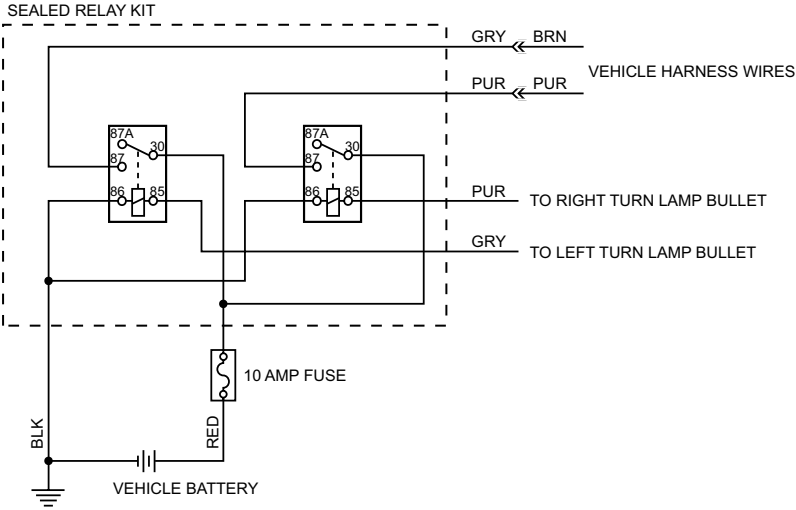 SEALED RELAY KIT
GRY BRN
VEHICLE HARNESS WIRES
PUR PUR
87A 30
87
86 85
87A 30
87
86 85
PUR TO RIGHT TURN LAMP BULLET
GRY TO LEFT TURN LAMP BULLET
10 AMP FUSE
BLK
RED
VEHICLE BATTERY